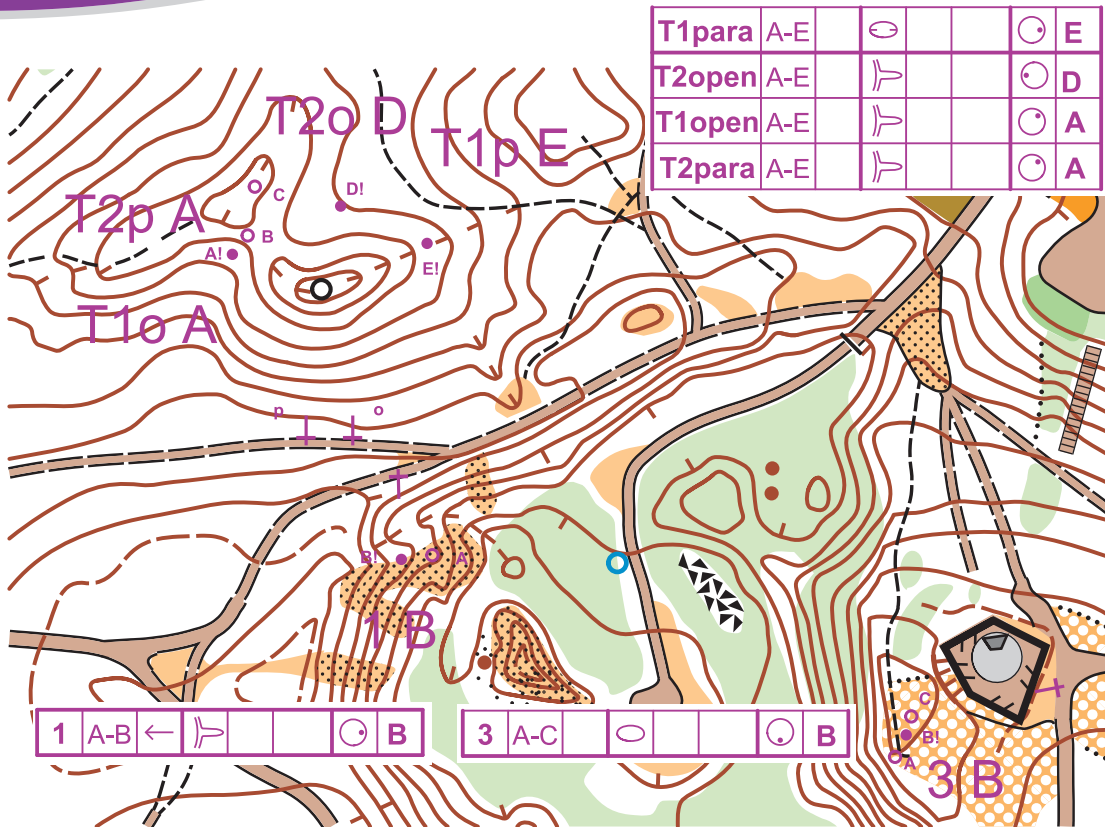 T1para A-E E
T2open A-E D
T1open A-E A
T2para A-E A
T2o D
T1p E
D!
C
T2p A
B
A!
E!
T1o A
p
o
B!
A
1 B
C
B!
A
3 B
1 A-B B
3 A-C B